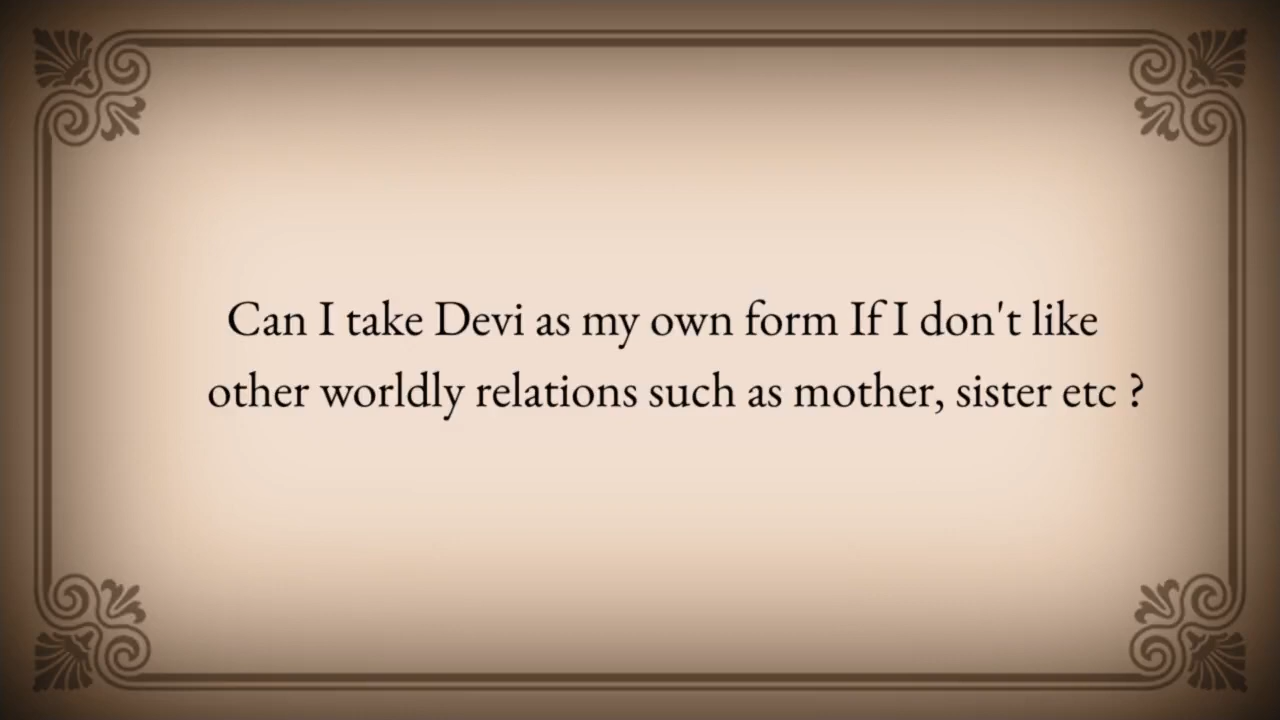 Can I take Devi as my own form If I don't like
other worldly relations such as mother, sister etc ?